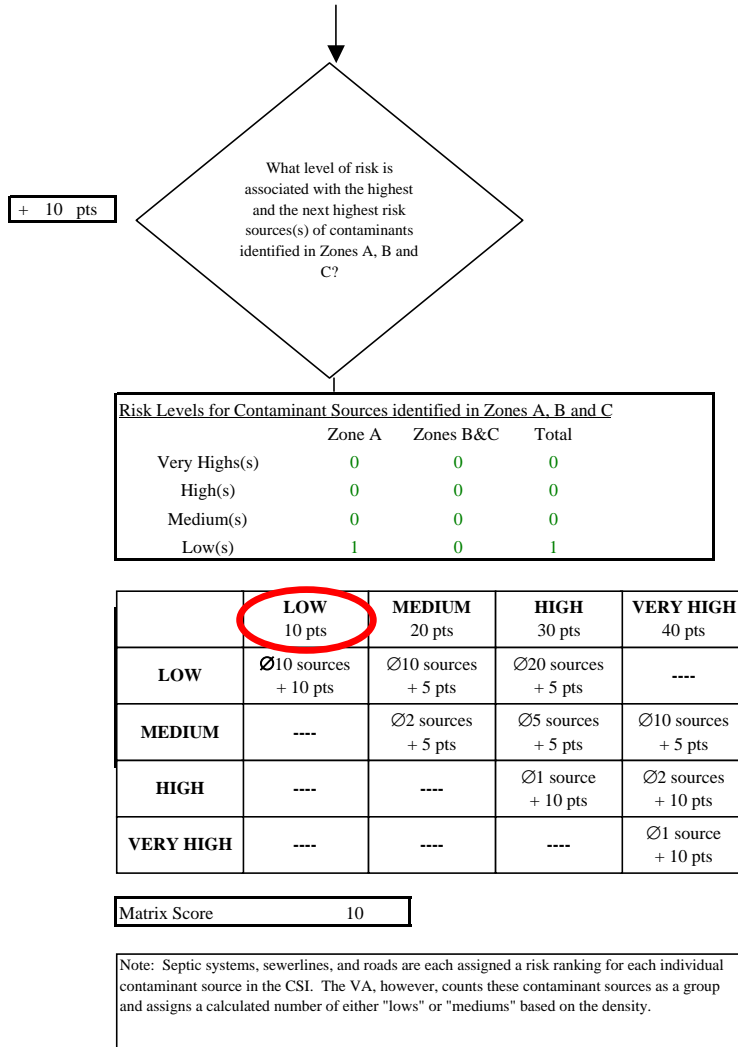 What level of risk is
associated with the highest
and the next highest risk
sources(s) of contaminants
identified in Zones A, B and
C?
+ 10 pts
Risk Levels for Contaminant Sources identified in Zones A, B and C
Zone A Zones B&C Total
Very Highs(s) 0 0 0
High(s) 0 0 0
Medium(s) 0 0 0
Low(s) 1 0 1
LOW MEDIUM HIGH VERY HIGH
10 pts 20 pts 30 pts 40 pts
LOW ∅10 sources ∅10 sources ∅20 sources ----
+ 10 pts + 5 pts + 5 pts
MEDIUM ---- ∅2 sources ∅5 sources ∅10 sources
+ 5 pts + 5 pts + 5 pts
HIGH ---- ---- ∅1 source ∅2 sources
+ 10 pts + 10 pts
VERY HIGH ---- ---- ---- ∅1 source
+ 10 pts
Matrix Score 10
Note: Septic systems, sewerlines, and roads are each assigned a risk ranking for each individual
contaminant source in the CSI. The VA, however, counts these contaminant sources as a group
and assigns a calculated number of either "lows" or "mediums" based on the density.